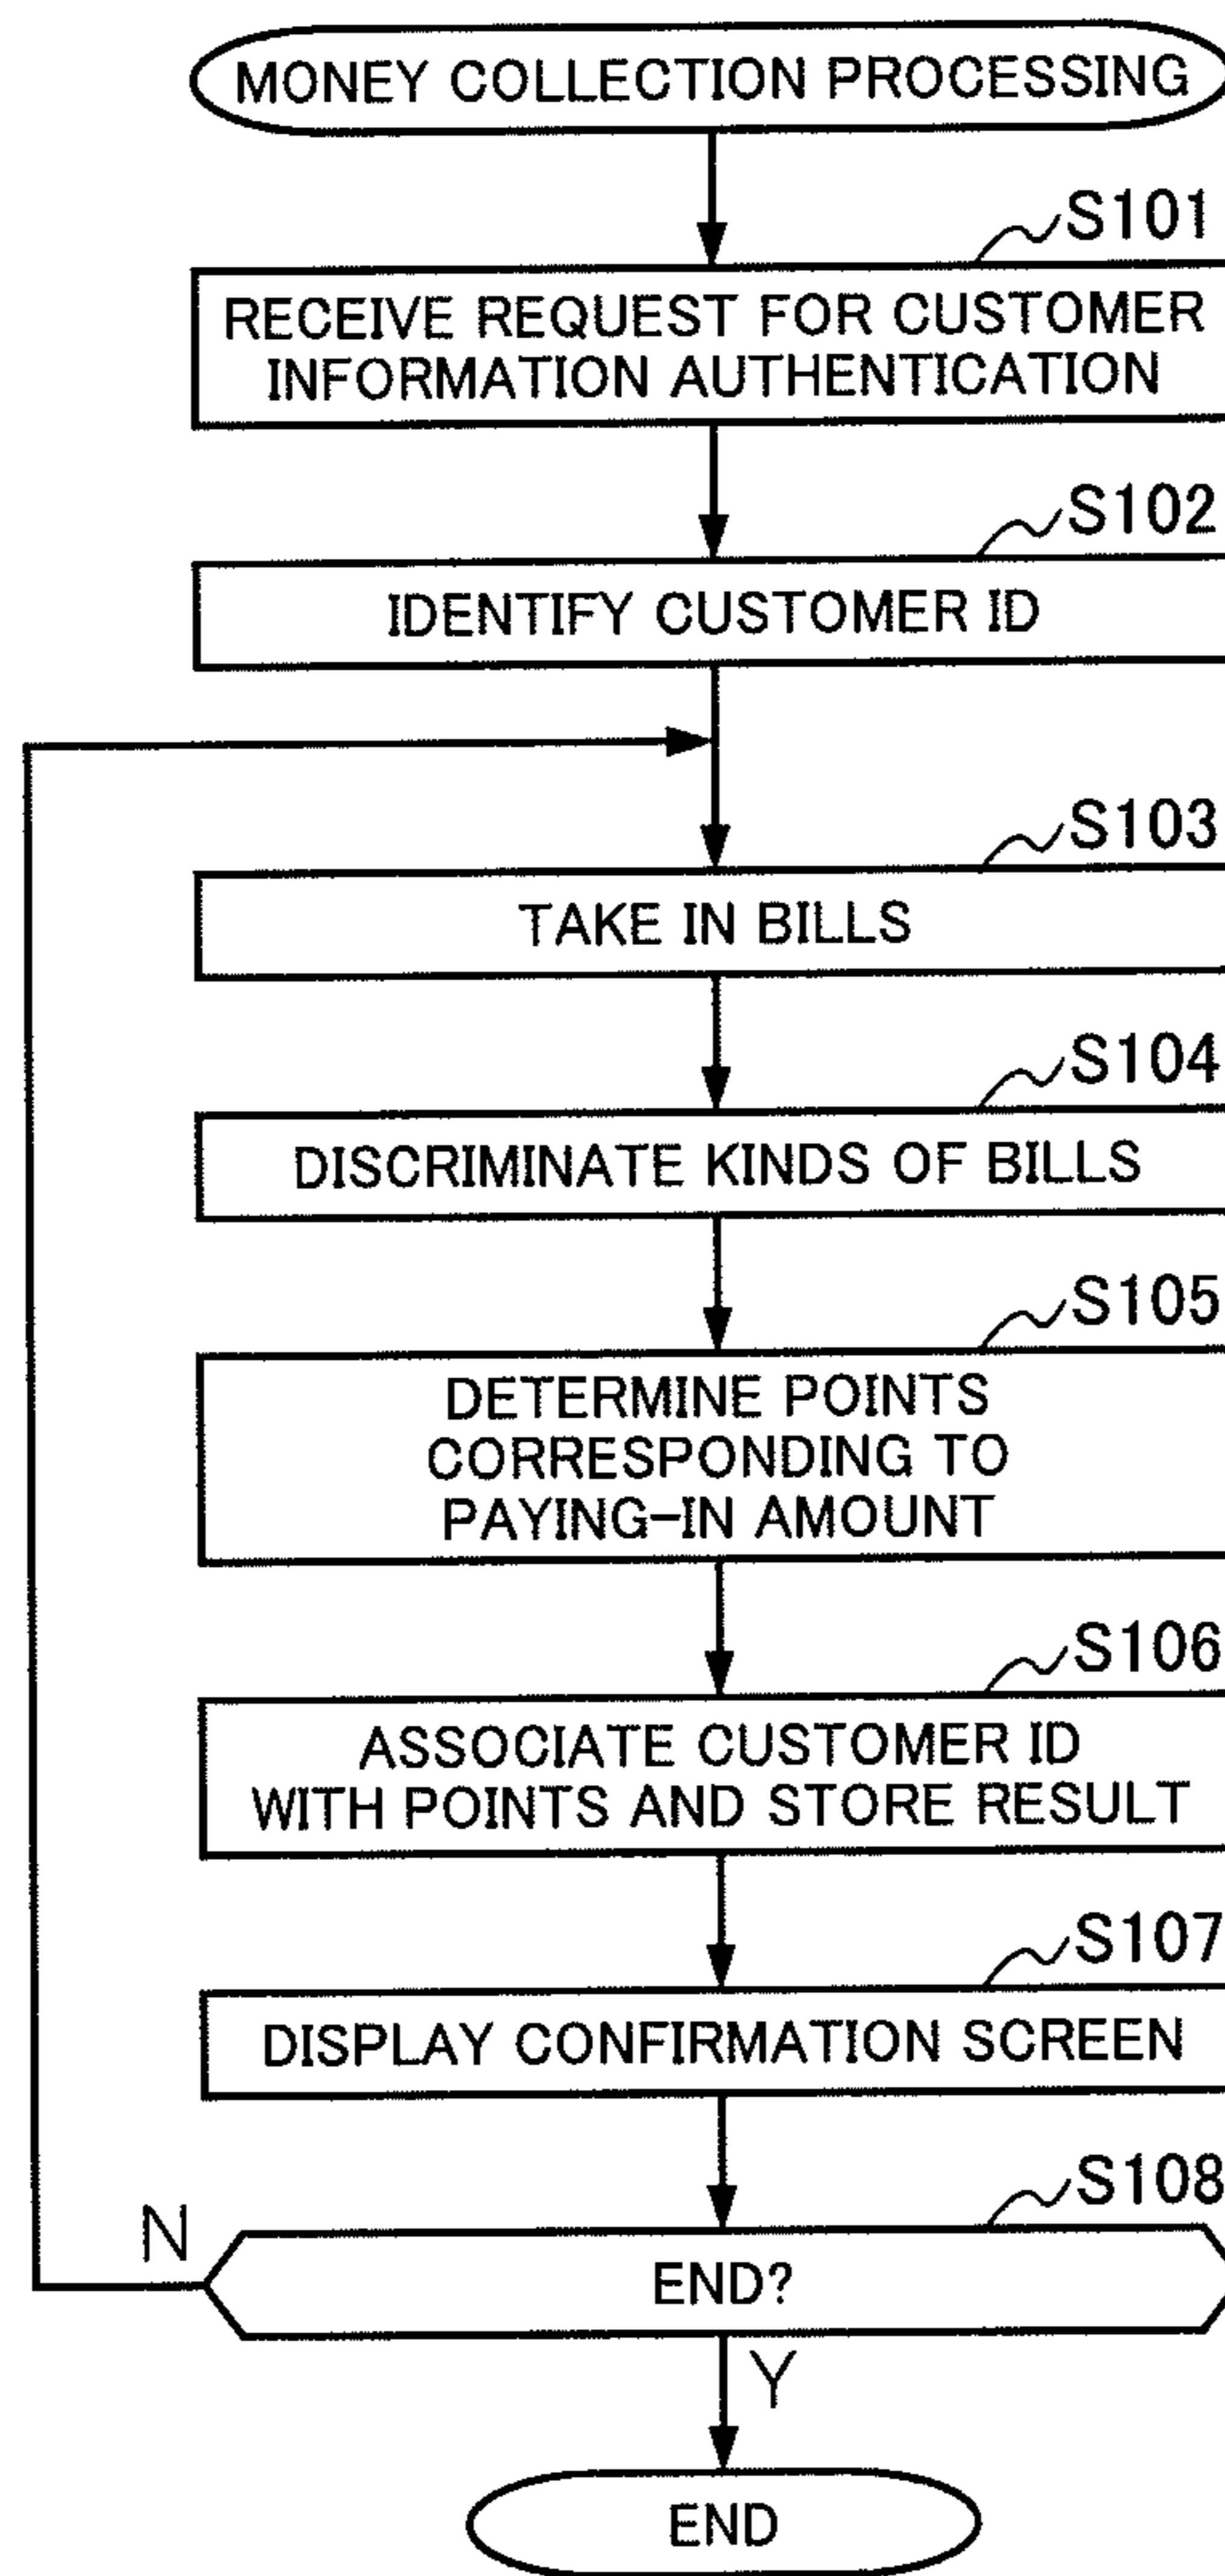 MONEY COLLECTION PROCESSING
S101
RECEIVE REQUEST FOR CUSTOMER
INFORMATION AUTHENTICATION
S102
IDENTIFY CUSTOMER ID
S103
TAKE IN BILLS
S104
DISCRIMINATE KINDS OF BILLS
S105
DETERMINE POINTS
CORRESPONDING TO
PAYING-IN AMOUNT
S106
ASSOCIATE CUSTOMER ID
WITH POINTS AND STORE RESULT
S107
DISPLAY CONFIRMATION SCREEN
S108
N
END?
Y
END